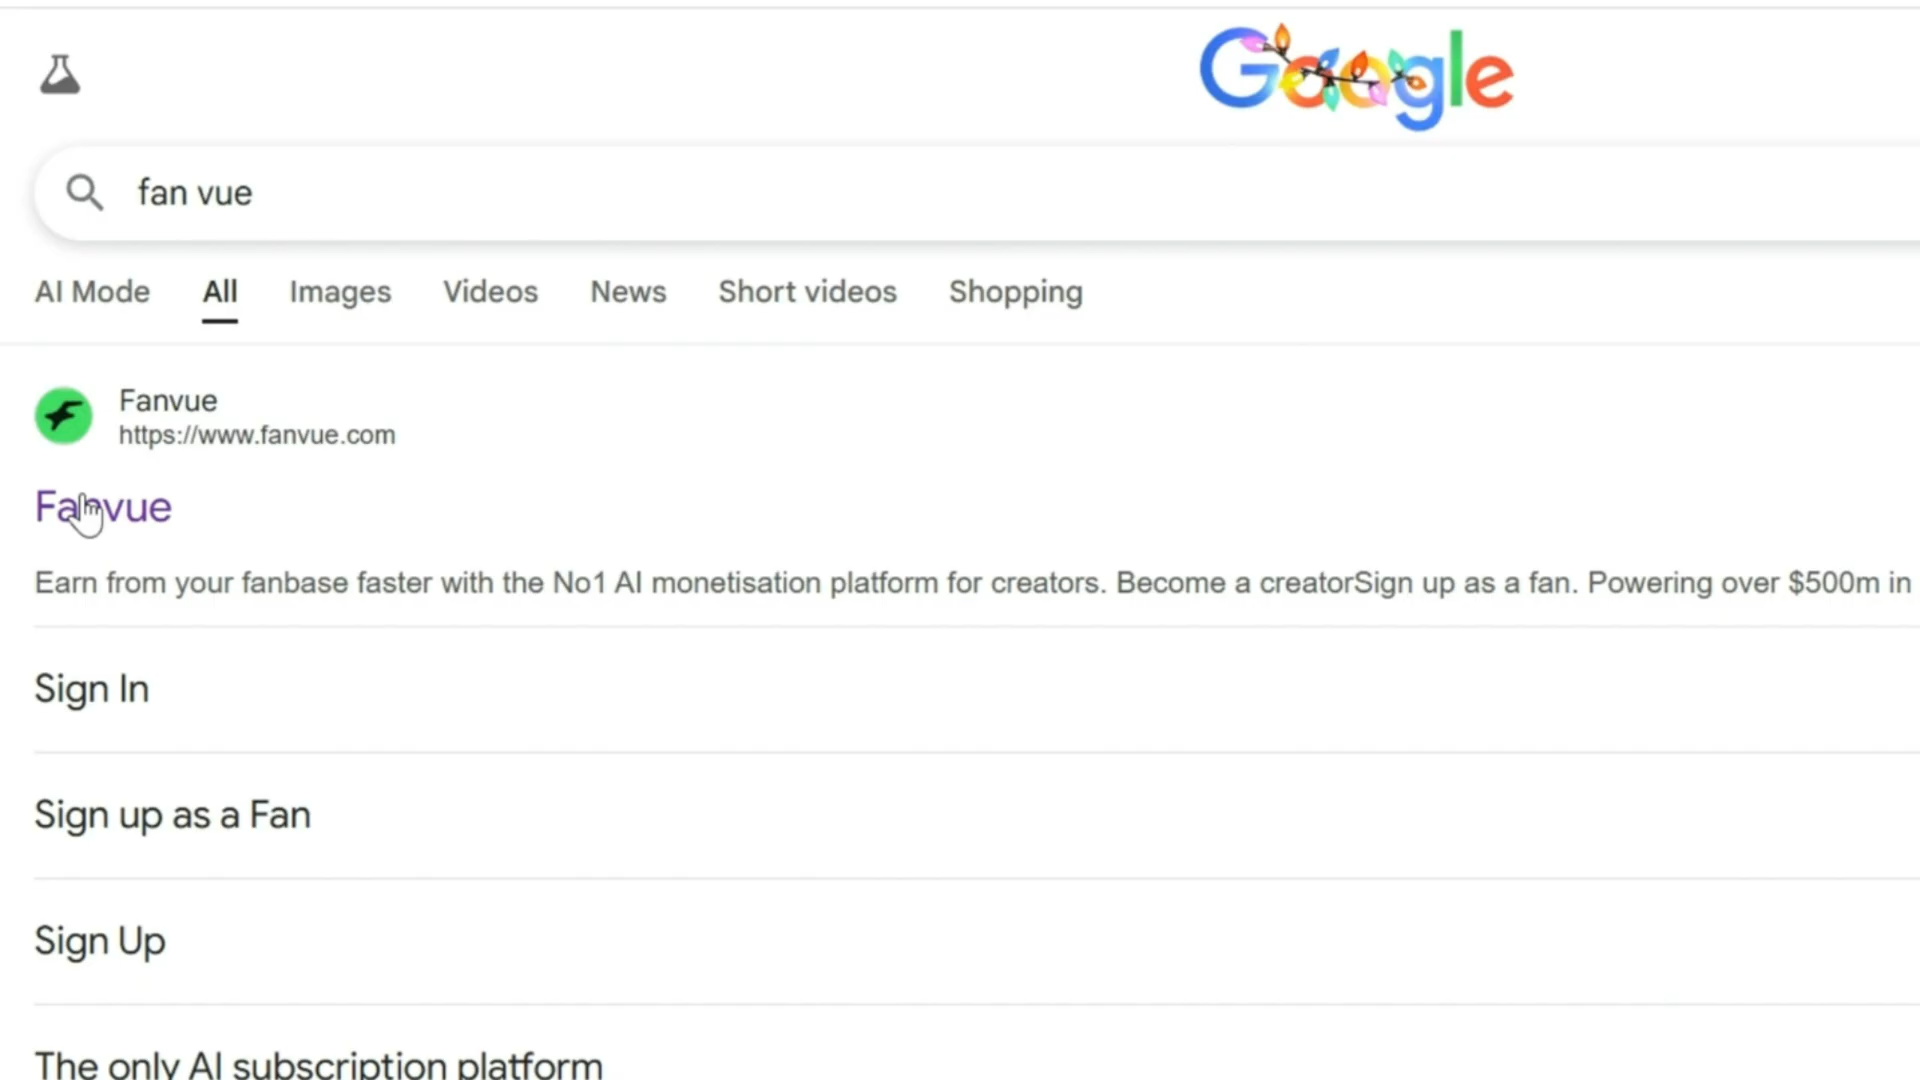 Google
fan vue
AI Mode All Images Videos News Short videos Shopping
Fanvue
https://www.fanvue.com
Fanvue
Earn from your fanbase faster with the No1 AI monetisation platform for creators. Become a creatorSign up as a fan. Powering over $500m in
Sign In
Sign up as a Fan
Sign Up
The only AI subscription platform